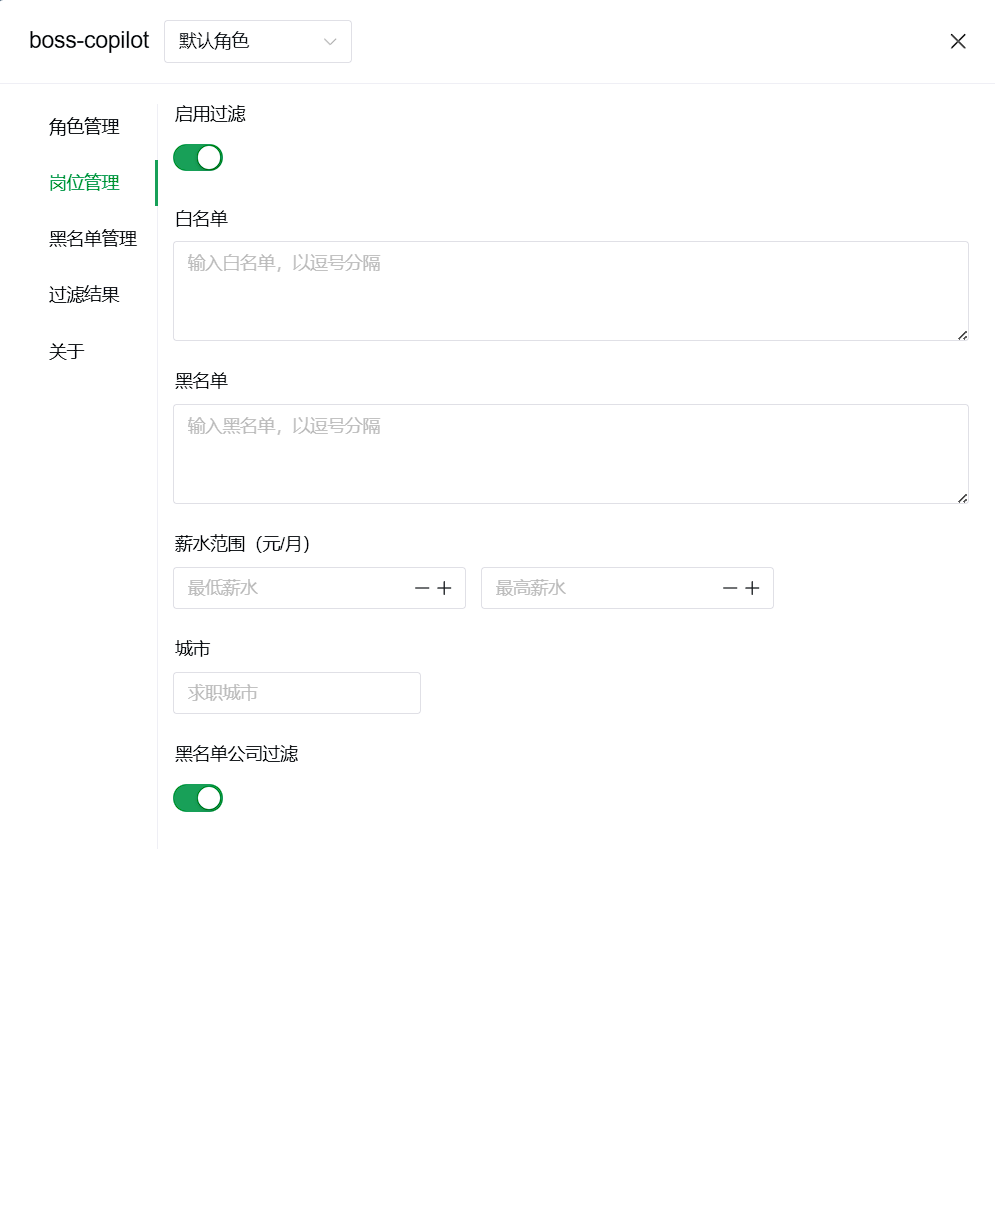 boss-copilot
默认角色
角色管理
岗位管理
黑名单管理
过滤结果
关于
启用过滤
白名单
输入白名单，以逗号分隔
黑名单
输入黑名单，以逗号分隔
薪水范围（元/月）
最低薪水
最高薪水
城市
求职城市
黑名单公司过滤